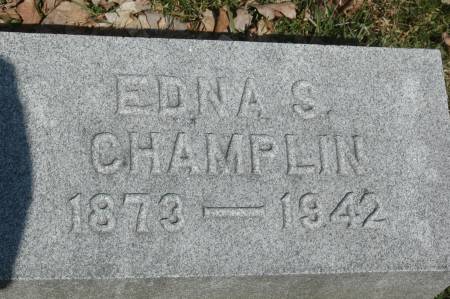 EDNA S.
CHAMPLIN
1873 — 1942